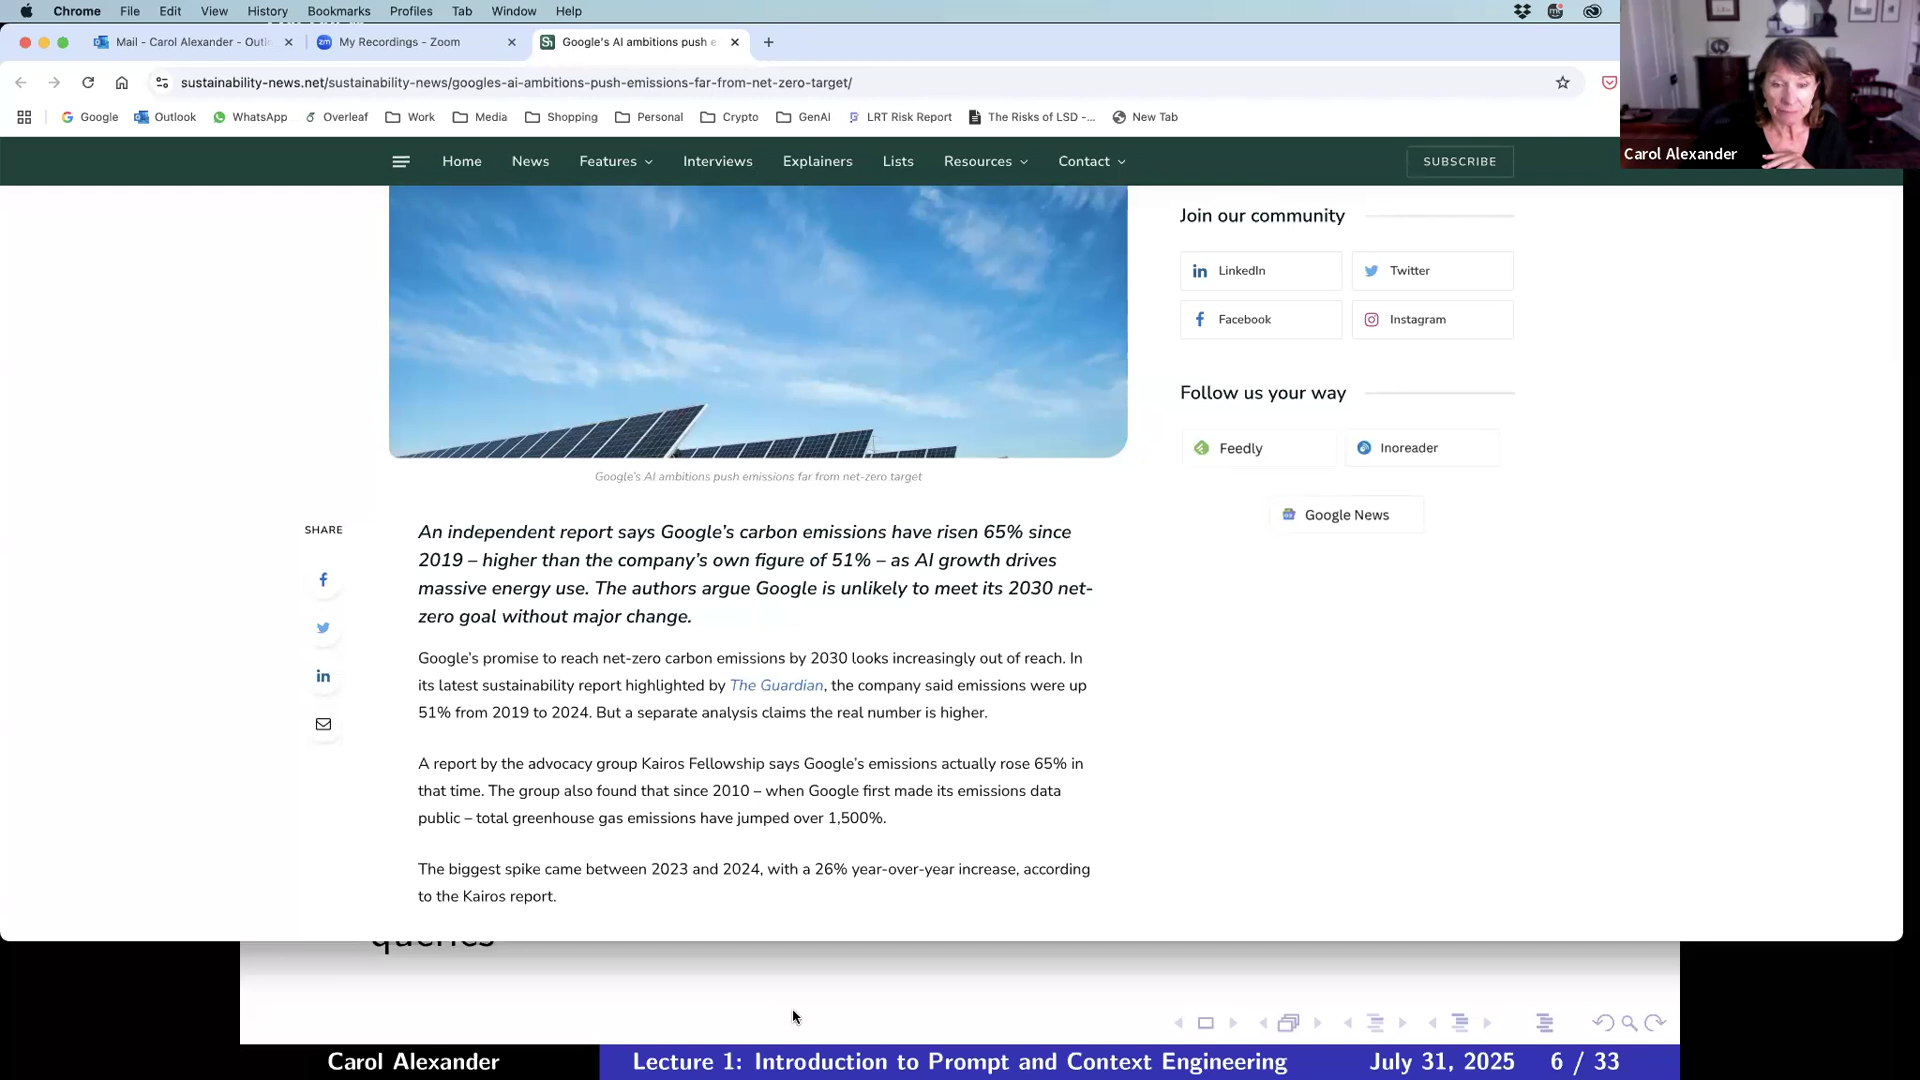 Chrome File Edit View History Bookmarks Profiles Tab Window Help
Mail - Carol Alexander - Outlo
My Recordings - Zoom
Google's AI ambitions push e
sustainability-news.net/sustainability-news/googles-ai-ambitions-push-emissions-far-from-net-zero-target/
Google Outlook WhatsApp Overleaf Work Media Shopping Personal Crypto GenAI LRT Risk Report The Risks of LSD -... New Tab
Carol Alexander
Home News Features Interviews Explainers Lists Resources Contact SUBSCRIBE
Join our community
LinkedIn Twitter
Facebook Instagram
Follow us your way
Feedly Inoreader
Google News
Google's AI ambitions push emissions far from net-zero target
SHARE
An independent report says Google's carbon emissions have risen 65% since
2019 – higher than the company's own figure of 51% – as AI growth drives
massive energy use. The authors argue Google is unlikely to meet its 2030 net-
zero goal without major change.
Google's promise to reach net-zero carbon emissions by 2030 looks increasingly out of reach. In
its latest sustainability report highlighted by The Guardian, the company said emissions were up
51% from 2019 to 2024. But a separate analysis claims the real number is higher.
A report by the advocacy group Kairos Fellowship says Google's emissions actually rose 65% in
that time. The group also found that since 2010 – when Google first made its emissions data
public – total greenhouse gas emissions have jumped over 1,500%.
The biggest spike came between 2023 and 2024, with a 26% year-over-year increase, according
to the Kairos report.
queries
Carol Alexander Lecture 1: Introduction to Prompt and Context Engineering July 31, 2025 6 / 33